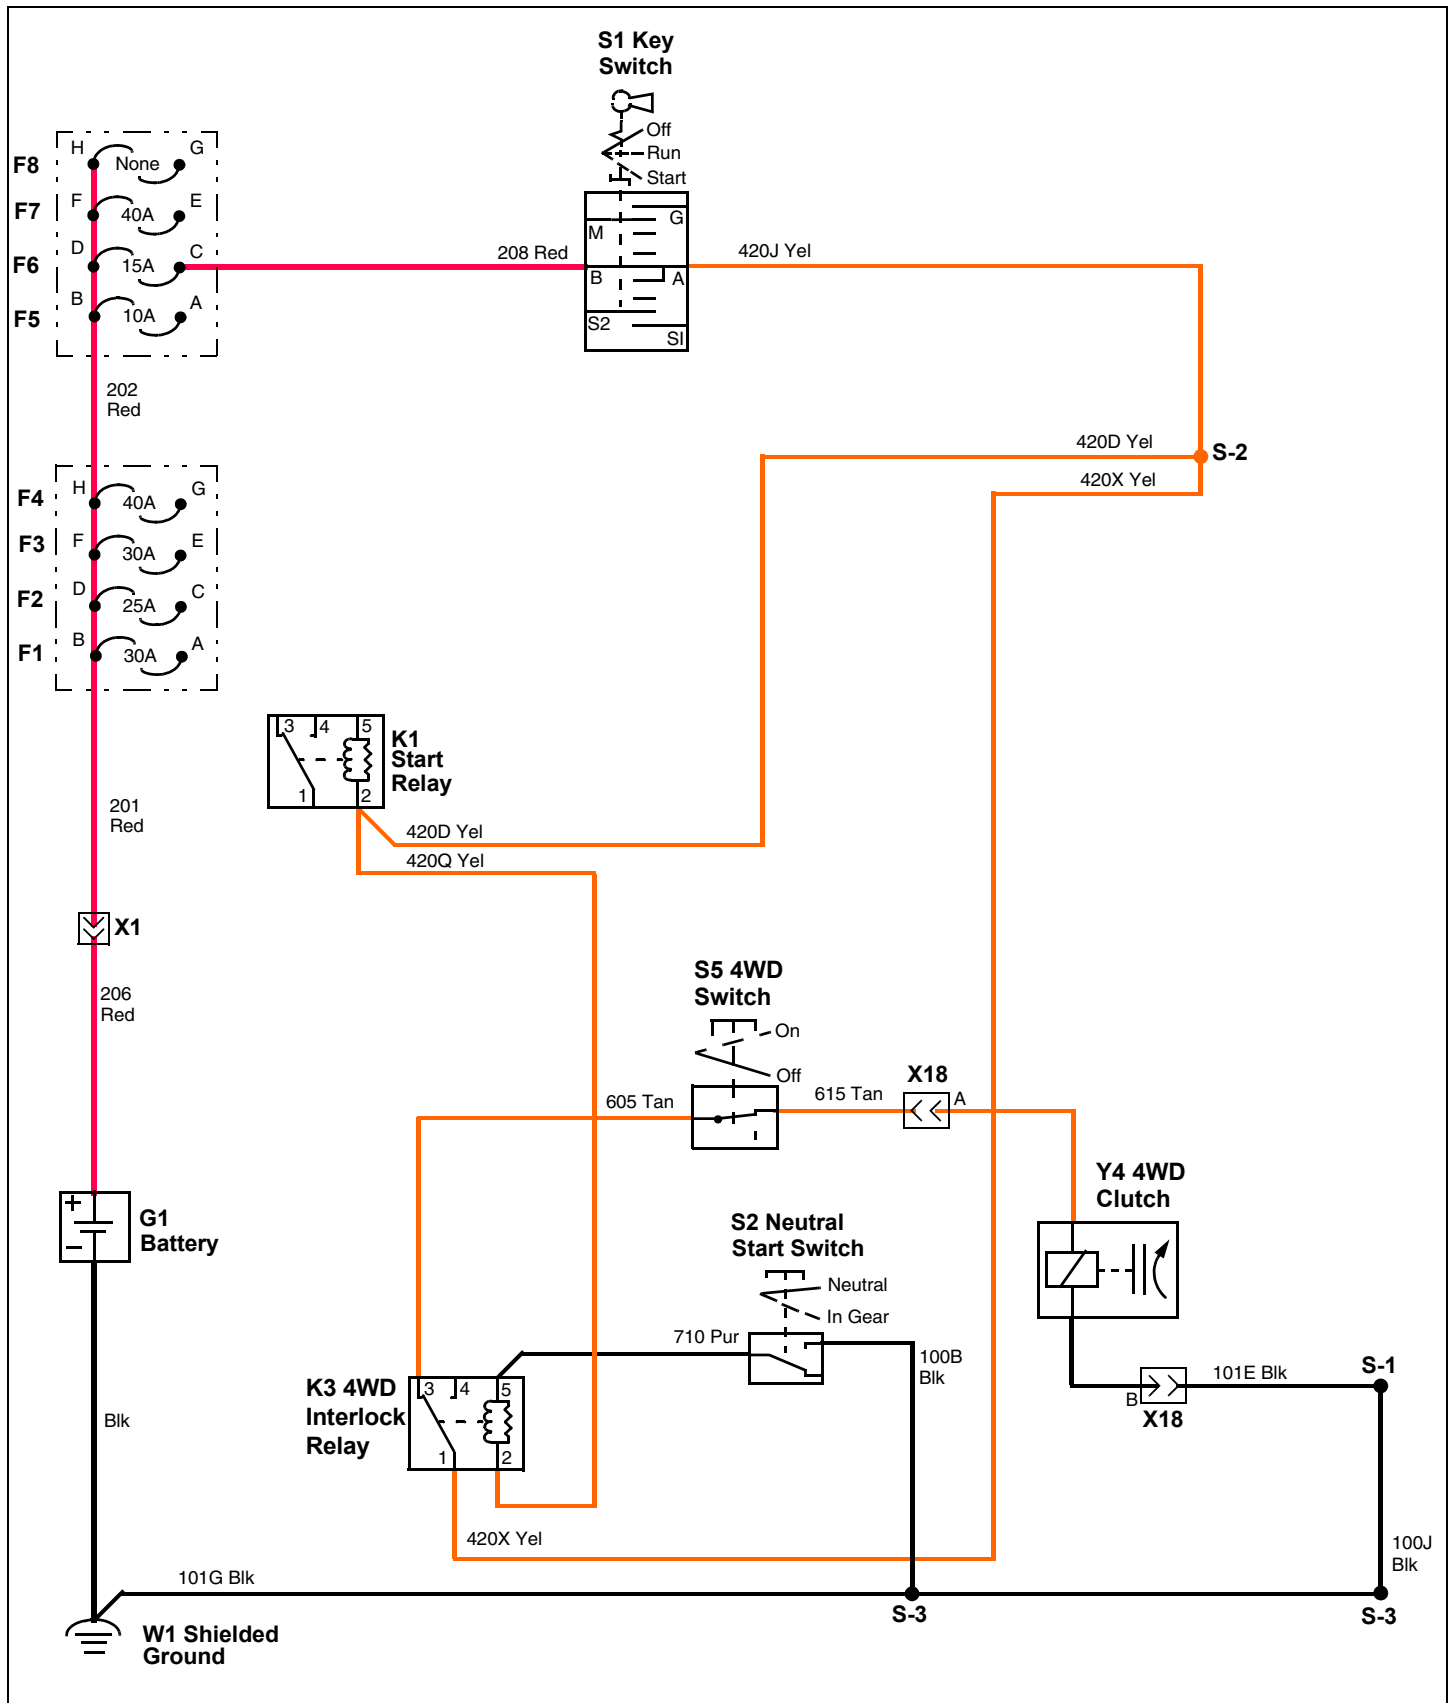 S1 Key
Switch
Off
Run
Start
G
M
B
A
S2
SI
208 Red
420J Yel
F8
H
None
G
F7
F
40A
E
F6
D
15A
C
F5
B
10A
A
202
Red
420D Yel
S-2
420X Yel
F4
H
40A
G
F3
F
30A
E
F2
D
25A
C
F1
B
30A
A
3 4 5
1 2
K1
Start
Relay
201
Red
420D Yel
420Q Yel
X1
206
Red
S5 4WD
Switch
On
Off
605 Tan
615 Tan
X18
A
Y4 4WD
Clutch
+
−
G1
Battery
S2 Neutral
Start Switch
Neutral
In Gear
710 Pur
100B
Blk
101E Blk
S-1
B
X18
K3 4WD
Interlock
Relay
3 4 5
1 2
Blk
420X Yel
100J
Blk
101G Blk
S-3
S-3
W1 Shielded
Ground